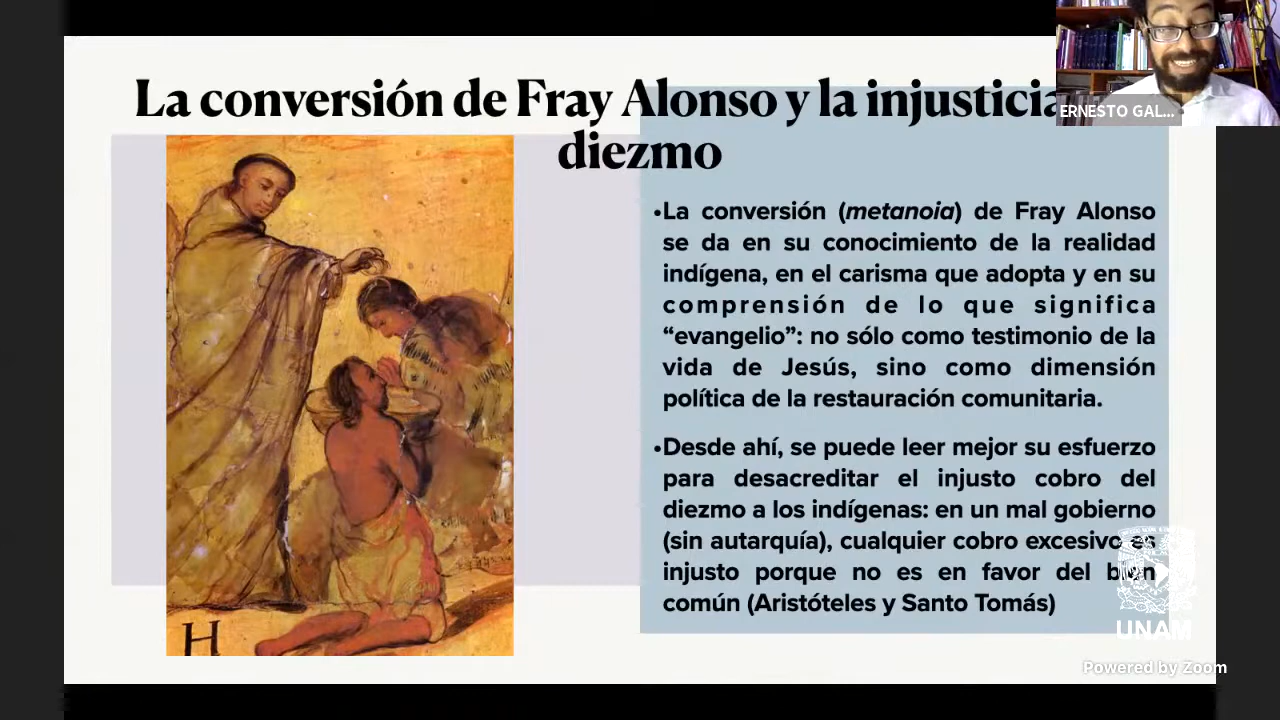 La conversión de Fray Alonso y la injusticia
diezmo
ERNESTO GAL...
•La conversión (metanoia) de Fray Alonso
se da en su conocimiento de la realidad
indígena, en el carisma que adopta y en su
comprensión de lo que significa
“evangelio”: no sólo como testimonio de la
vida de Jesús, sino como dimensión
política de la restauración comunitaria.
•Desde ahí, se puede leer mejor su esfuerzo
para desacreditar el injusto cobro del
diezmo a los indígenas: en un mal gobierno
(sin autarquía), cualquier cobro excesivo es
injusto porque no es en favor del bien
común (Aristóteles y Santo Tomás)
H
UNAM
Powered by Zoom